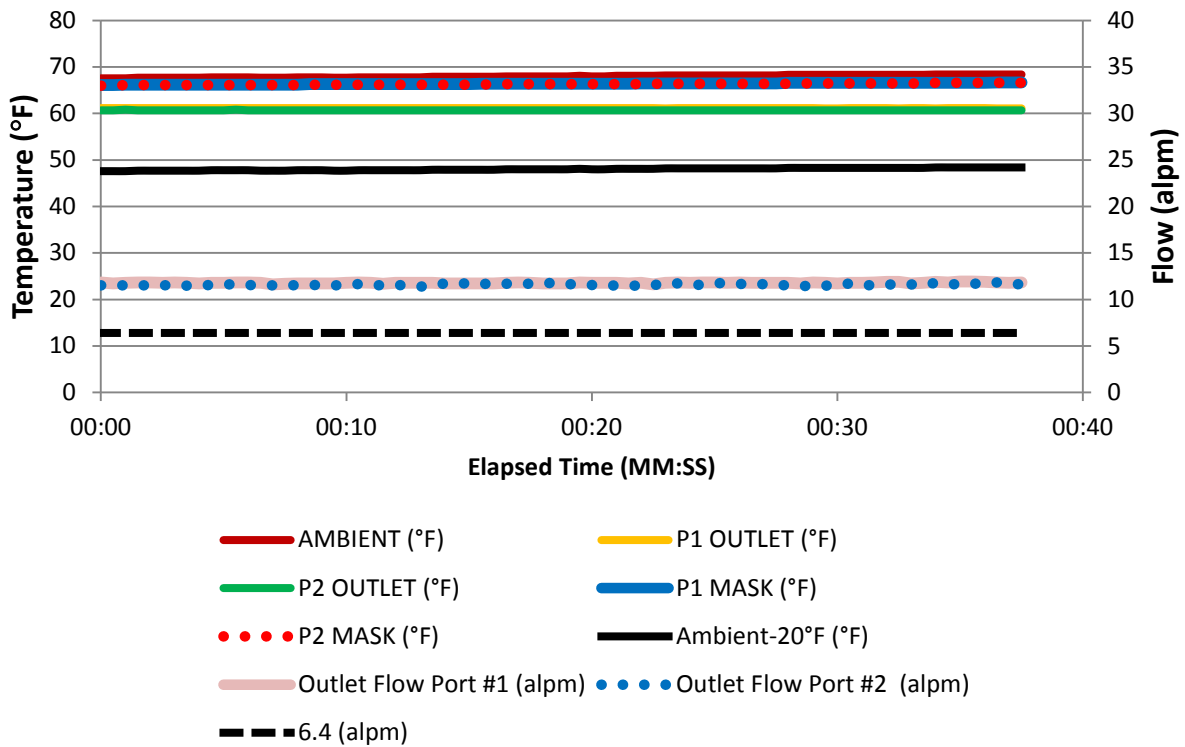 80 40
70 35
60 30
50 25
40 20
30 15
20 10
10 5
0 0
Temperature (°F)
Flow (alpm)
00:00 00:10 00:20 00:30 00:40
Elapsed Time (MM:SS)
AMBIENT (°F) P1 OUTLET (°F)
P2 OUTLET (°F) P1 MASK (°F)
P2 MASK (°F) Ambient-20°F (°F)
Outlet Flow Port #1 (alpm) Outlet Flow Port #2 (alpm)
6.4 (alpm)